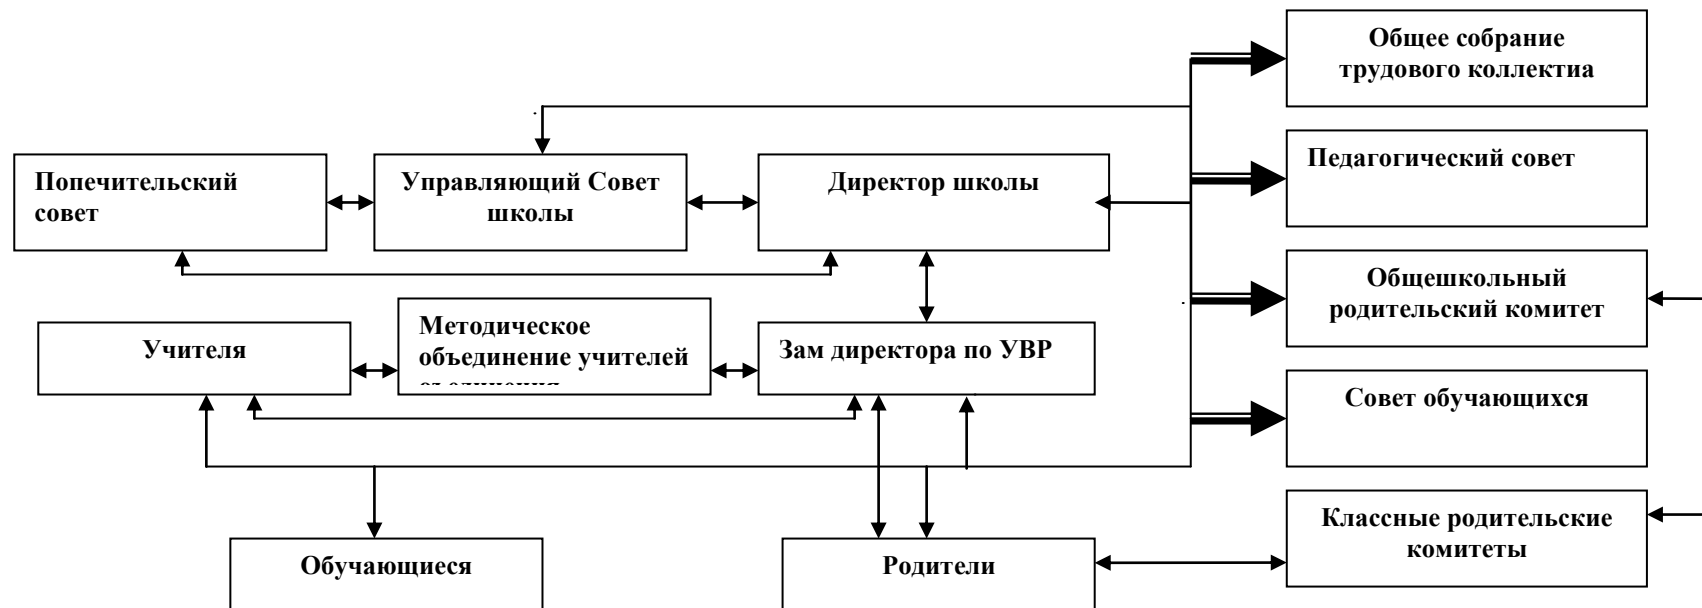 Общее собрание
трудового коллектиа
Педагогический совет
Попечительский
совет
Управляющий Совет
школы
Директор школы
Общешкольный
родительский комитет
Учителя
Методическое
объединение учителей
Зам директора по УВР
Совет обучающихся
Классные родительские
комитеты
Обучающиеся
Родители